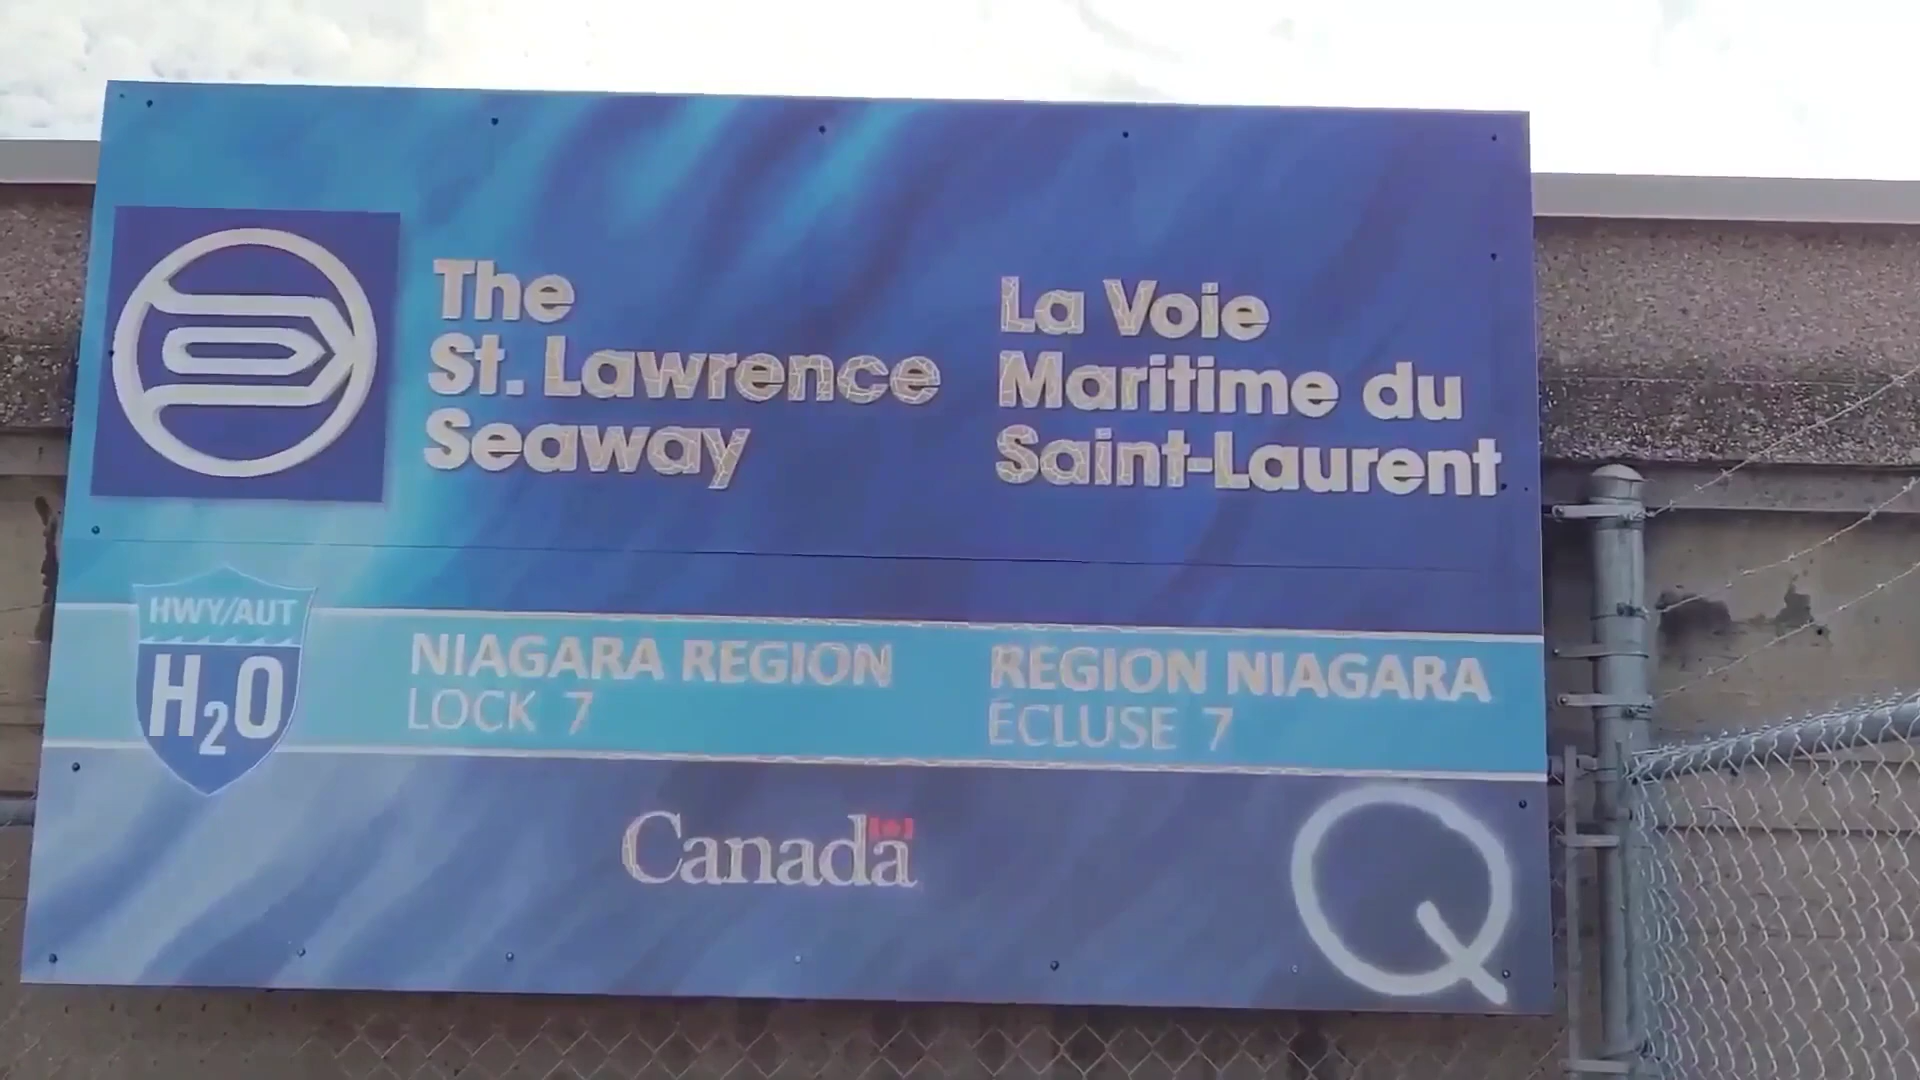 The
St. Lawrence
Seaway
La Voie
Maritime du
Saint-Laurent
HWY/AUT
H2O
NIAGARA REGION
LOCK 7
REGION NIAGARA
ÉCLUSE 7
Canada
Q